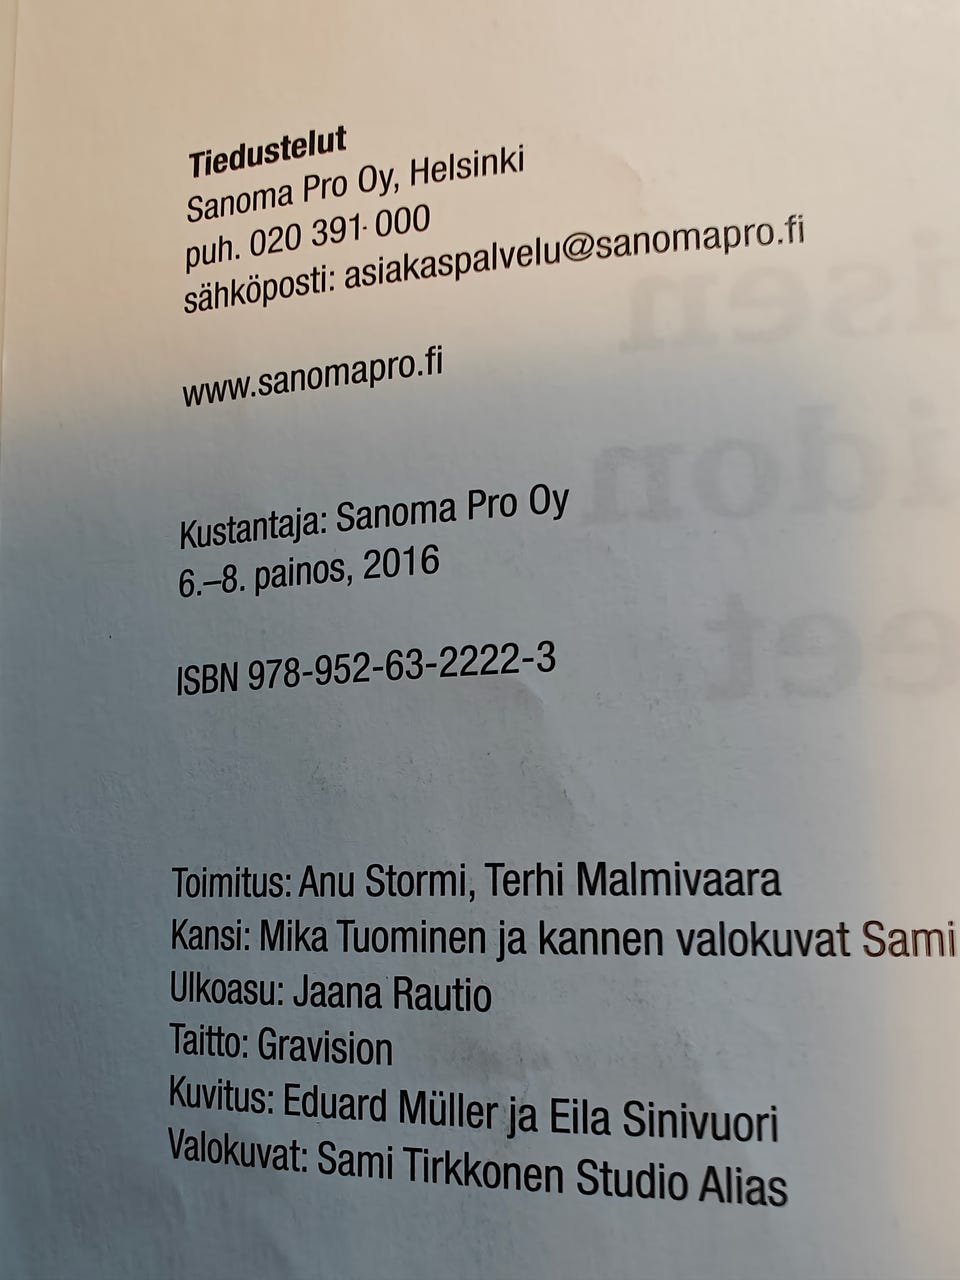 Tiedustelut
Sanoma Pro Oy, Helsinki
puh. 020 391 000
sähköposti: asiakaspalvelu@sanomapro.fi
www.sanomapro.fi
Kustantaja: Sanoma Pro Oy
6.–8. painos, 2016
ISBN 978-952-63-2222-3
Toimitus: Anu Stormi, Terhi Malmivaara
Kansi: Mika Tuominen ja kannen valokuvat Sami
Ulkoasu: Jaana Rautio
Taitto: Gravision
Kuvitus: Eduard Müller ja Eila Sinivuori
Valokuvat: Sami Tirkkonen Studio Alias